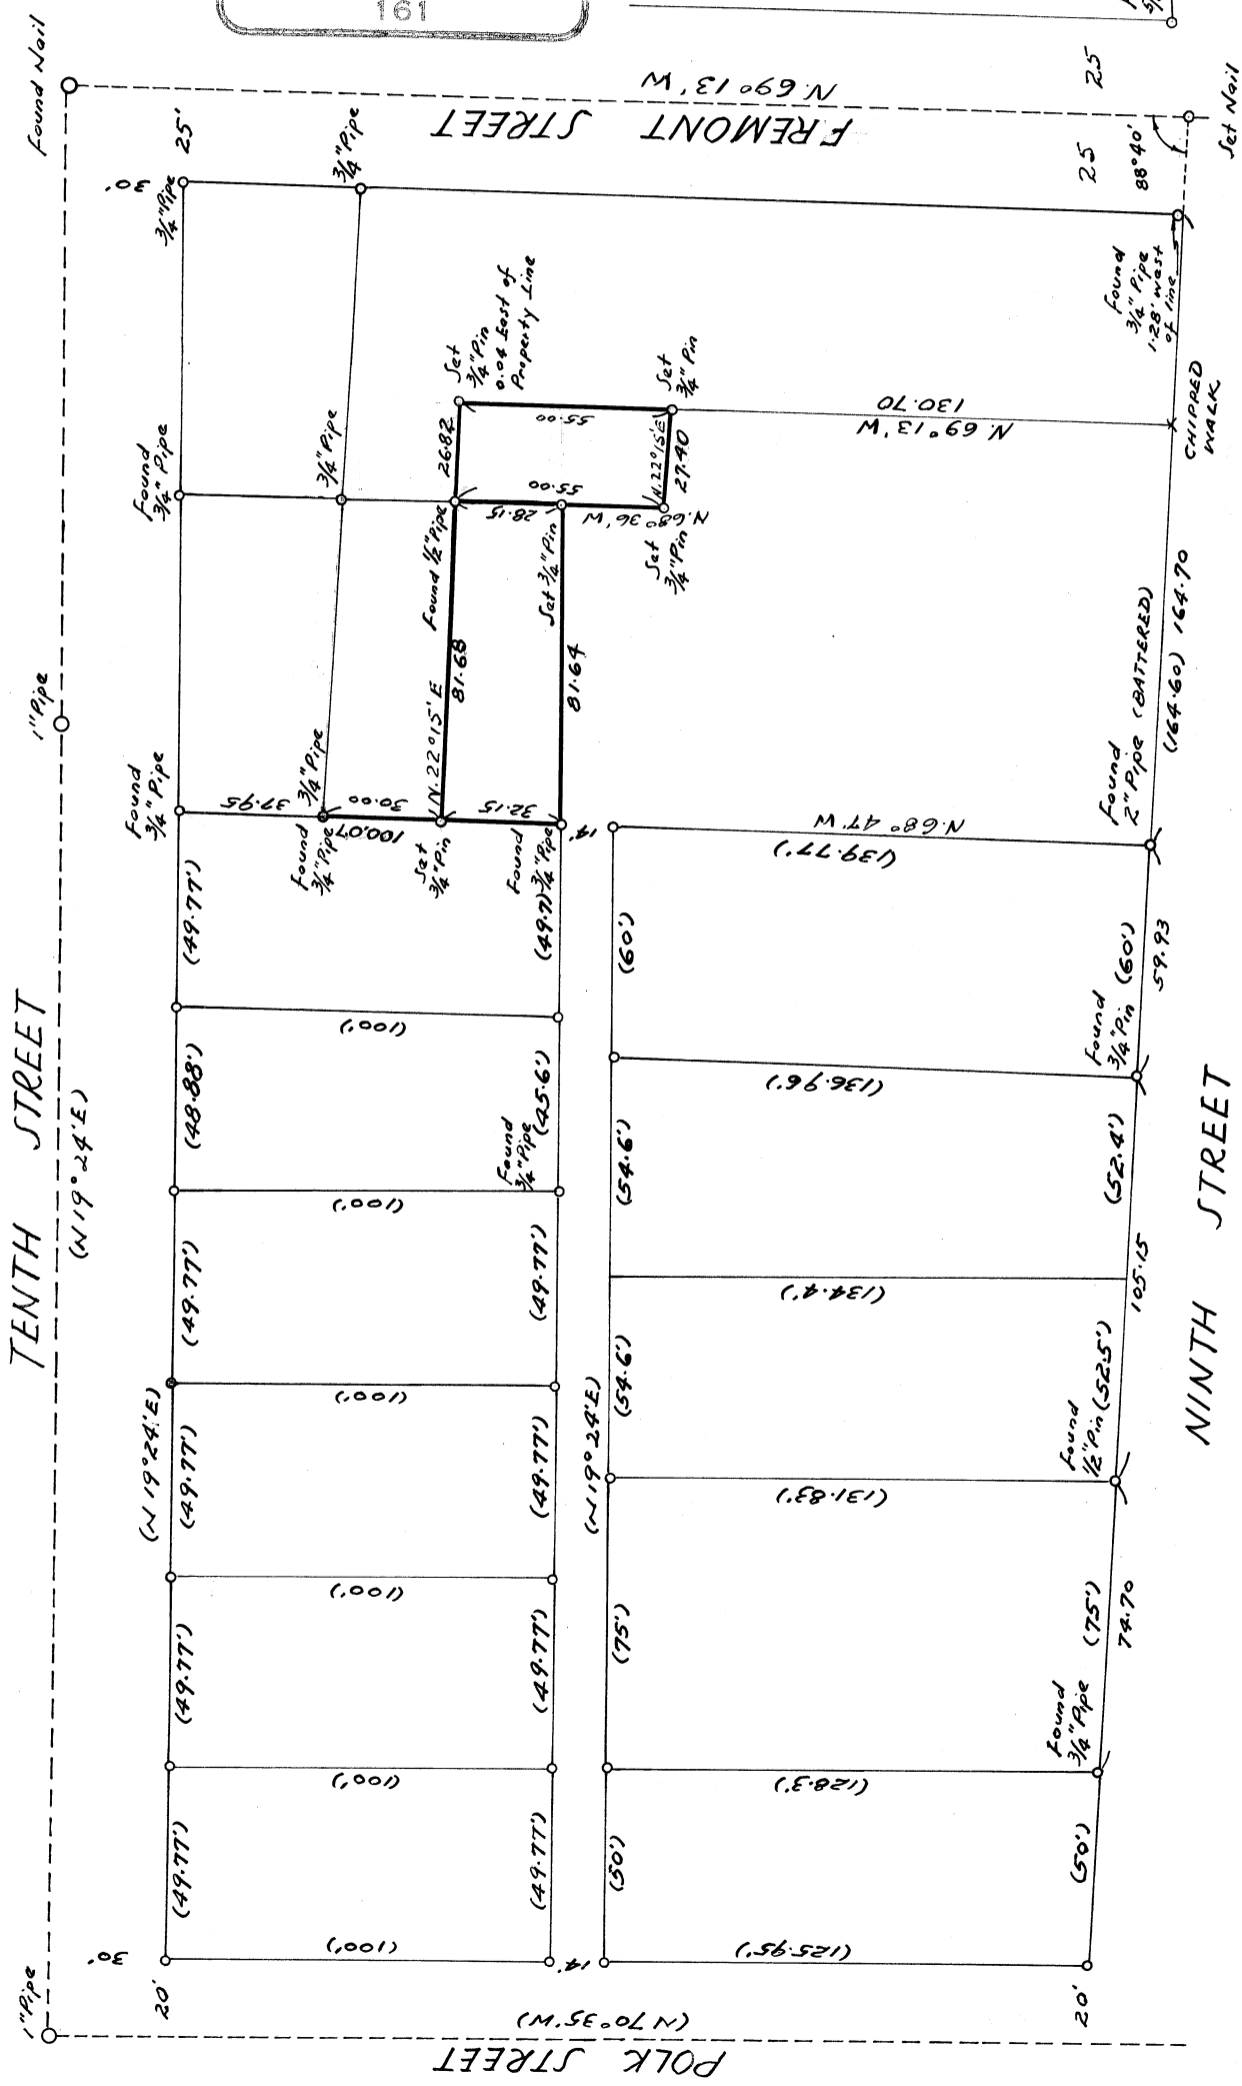 161
Found Nail
25'
N. 69° 13' W
FREMONT STREET
25
25
88° 40'
Set Nail
30'
3/4" Pipe
3/4" Pipe
Found
3/4" Pipe
3/4" Pipe
Set
3/4" Pin
0.04 East of
Property Line
26.82
55.00
Set
3/4" Pin
N. 22° 15' E
27.40
130.70
N. 69° 13' W
CHIPPED
WALK
Found
3/4" Pipe
1.28' west
of line
55.00
28.15
N. 68° 36' W
Set
3/4" Pin
Found 1/2" Pipe
Set 3/4" Pin
81.68
N. 22° 15' E
81.64
(164.60) 164.70
1" Pipe
Found
3/4" Pipe
37.95
3/4" Pipe
30.00
100.07
32.15
Found
3/4" Pipe
Set
3/4" Pin
Found
3/4" Pipe
14'
N. 68° 47' W
(139.77')
Found
2" Pipe (BATTERED)
(49.77')
(49.7)
(60')
59.93
Found
3/4" Pin (60')
(100')
(136.96')
(48.88')
(45.6')
Found
3/4" Pipe
(54.6')
(52.4')
TENTH STREET
(N 19° 24' E)
(100')
(134.4')
105.15
NINTH STREET
(49.77')
(49.77')
(54.6')
Found
1/2" Pin (52.5')
(N 19° 24' E)
(100')
(N 19° 24' E)
(131.83')
(49.77')
(49.77')
(75')
(75')
74.70
(100')
(49.77')
(49.77')
Found
3/4" Pipe
(100')
(128.3')
(49.77')
(49.77')
(50')
(50')
1" Pipe
30'
20'
(100')
14'
(125.95')
20'
(N 70° 35' W)
POLK STREET